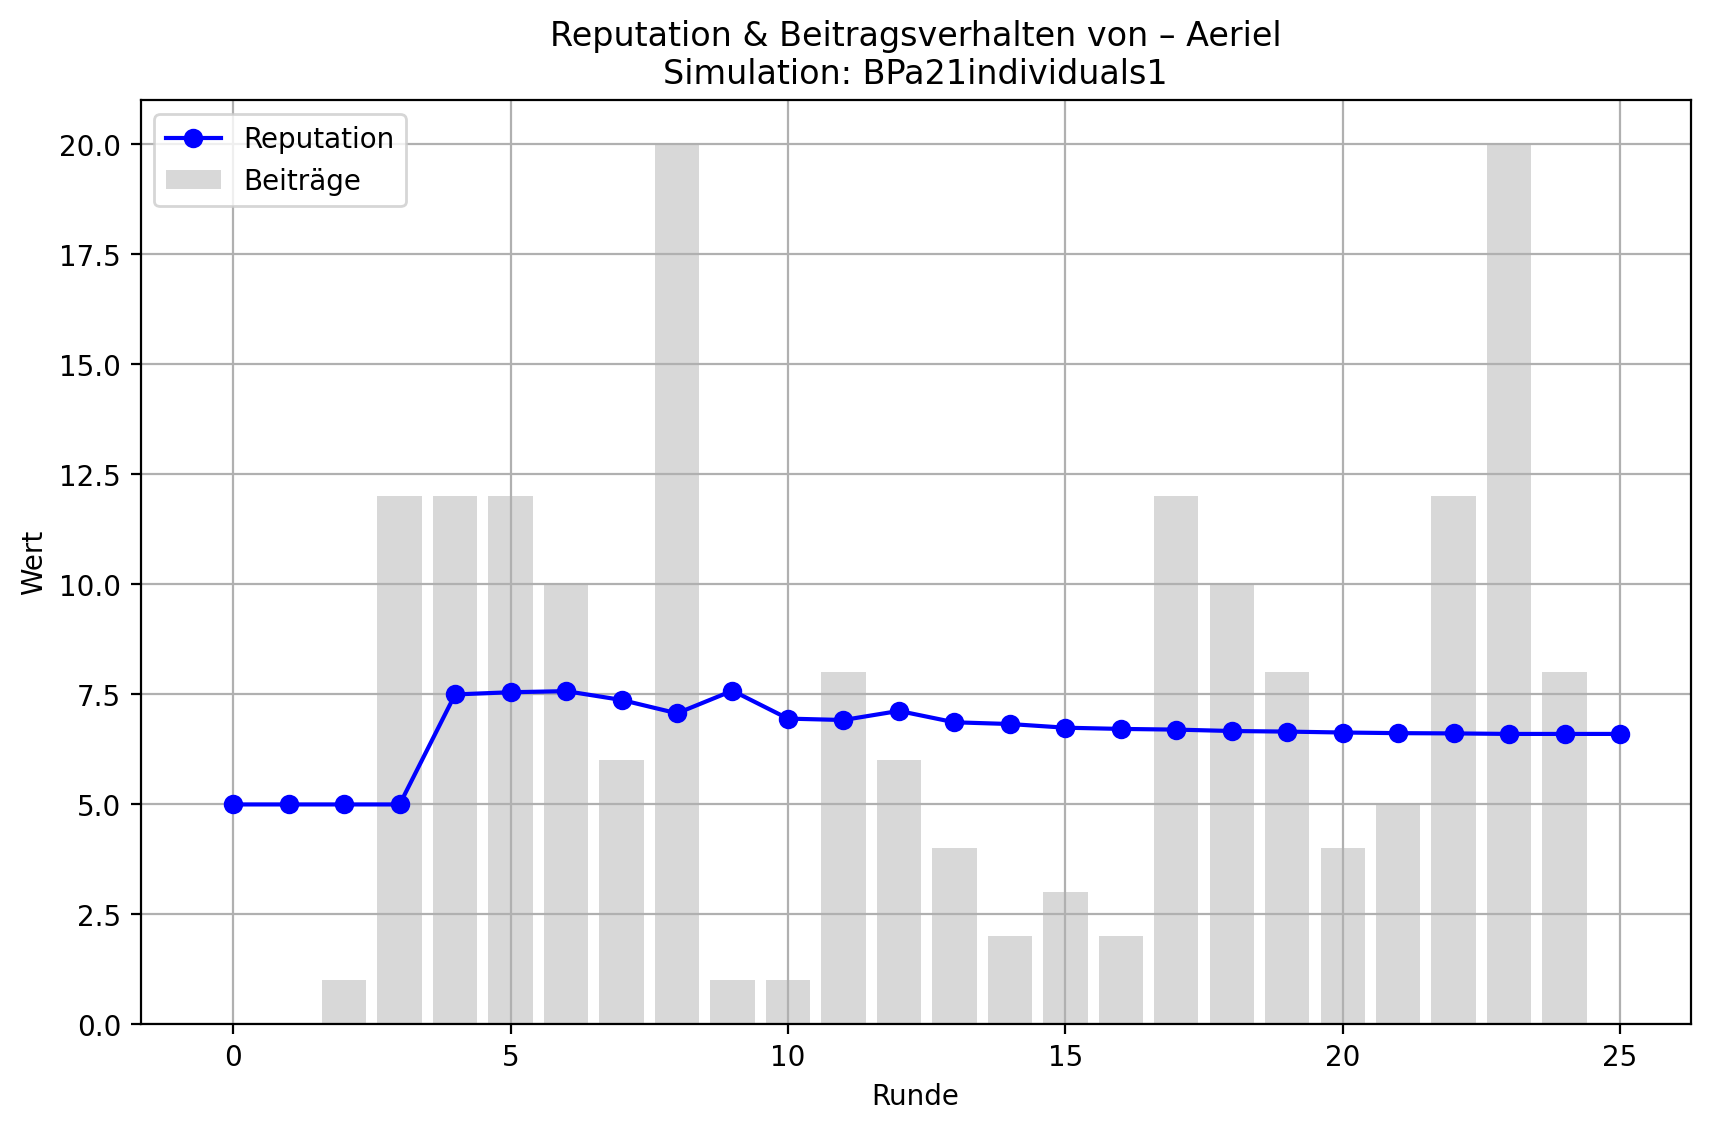 Reputation & Beitragsverhalten von – Aeriel
Simulation: BPa21individuals1
Reputation
Beiträge
20.0
17.5
15.0
12.5
10.0
7.5
5.0
2.5
0.0
Wert
0 5 10 15 20 25
Runde